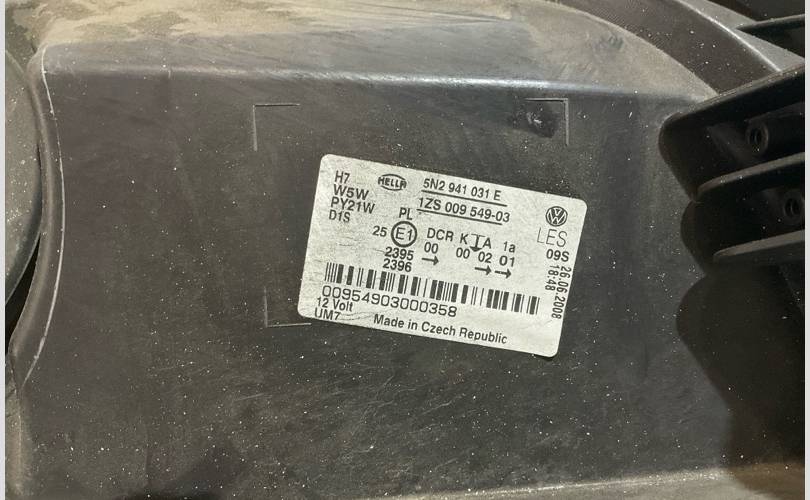 H7
W5W
PY21W
D1S
HELLA
5N2 941 031 E
1ZS 009 549-03
PL
25 E1 DCR K A 1a
00 00 02 01
2395
2396
→
→→
00954903000358
12 Volt
UM7
Made in Czech Republic
VW
LES
09S
26.06.2008
18:48